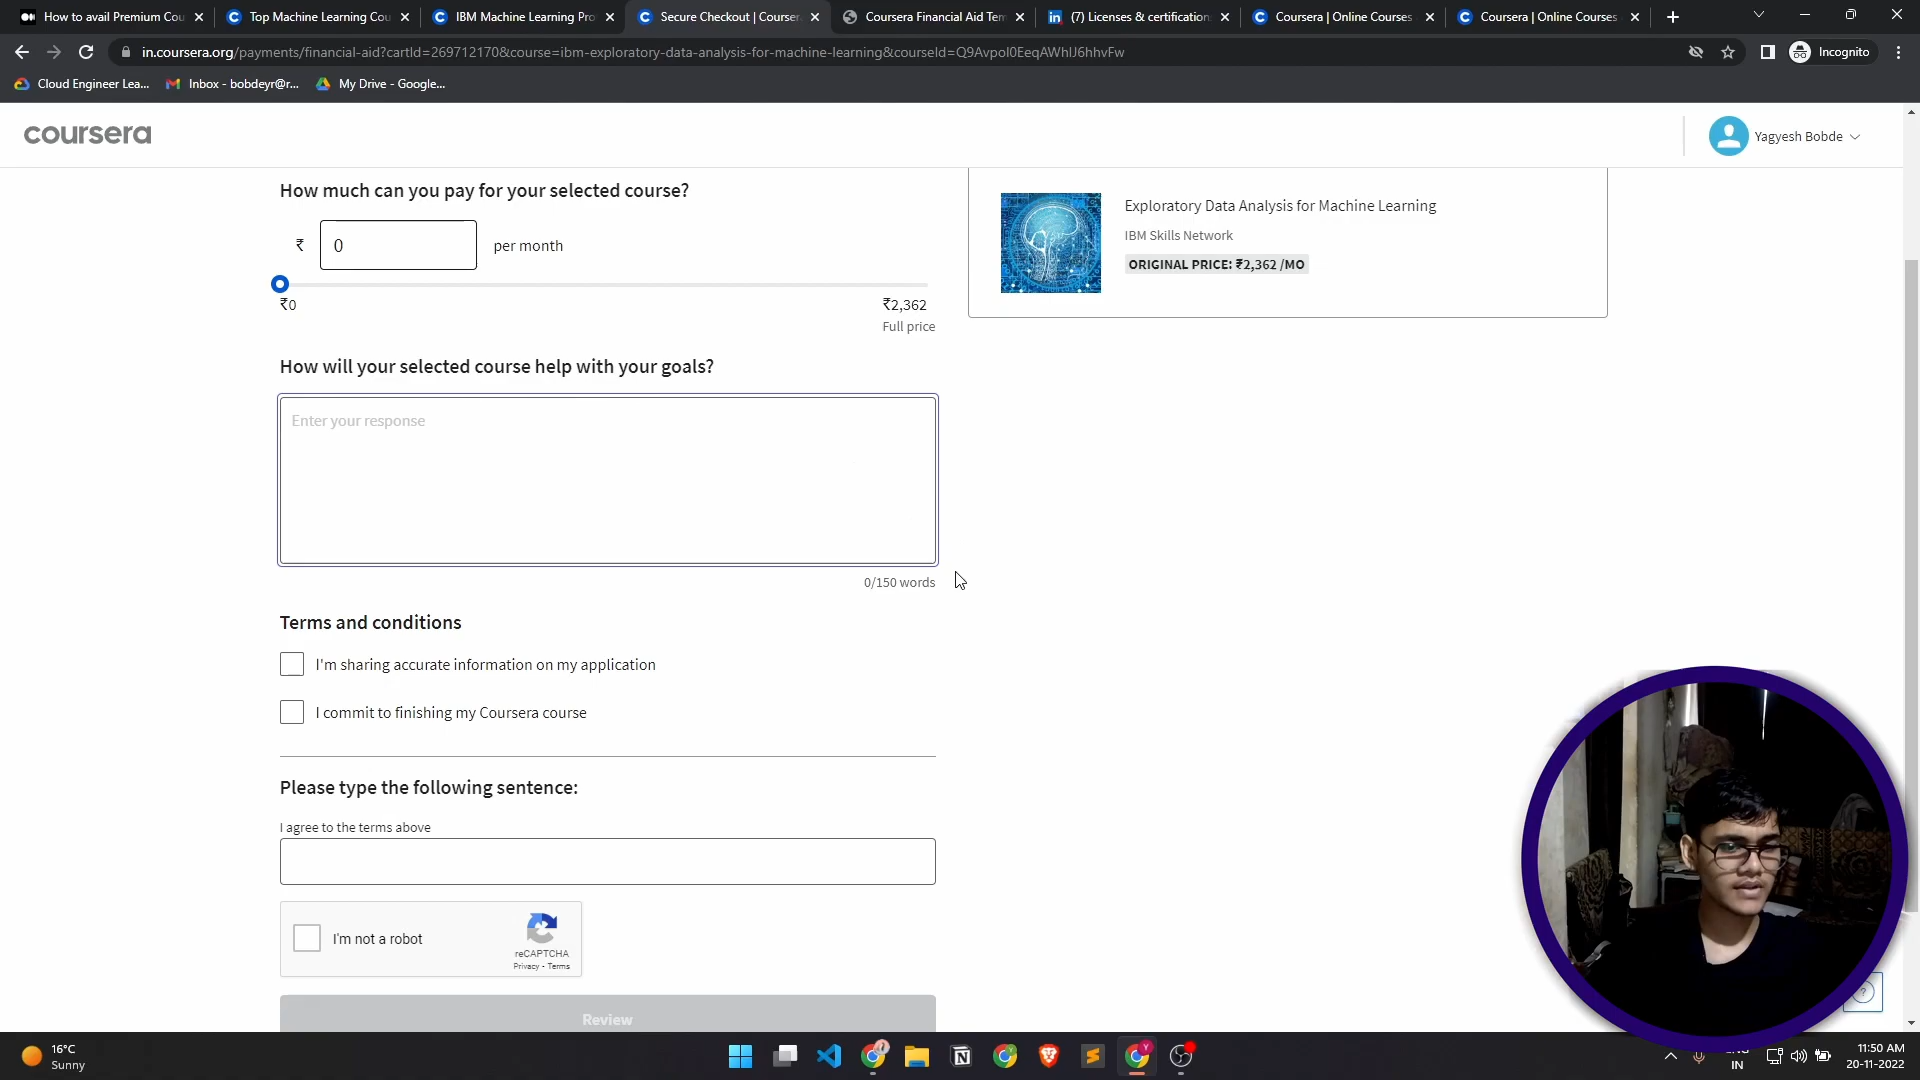 How to avail Premium Cou
Top Machine Learning Cou
IBM Machine Learning Pro
Secure Checkout | Courser
Coursera Financial Aid Tem
(7) Licenses & certification
Coursera | Online Courses
Coursera | Online Courses
in.coursera.org/payments/financial-aid?cartId=269712170&course=ibm-exploratory-data-analysis-for-machine-learning&courseId=Q9AvpoI0EeqAWhIJ6hhvFw
Incognito
Cloud Engineer Lea...
Inbox - bobdeyr@r...
My Drive - Google...
coursera
Yagyesh Bobde
How much can you pay for your selected course?
₹ 0 per month
₹0
₹2,362
Full price
Exploratory Data Analysis for Machine Learning
IBM Skills Network
ORIGINAL PRICE: ₹2,362 /MO
How will your selected course help with your goals?
Enter your response
0/150 words
Terms and conditions
I'm sharing accurate information on my application
I commit to finishing my Coursera course
Please type the following sentence:
I agree to the terms above
I'm not a robot
reCAPTCHA
Privacy - Terms
Review
16°C
Sunny
IN
11:50 AM
20-11-2022